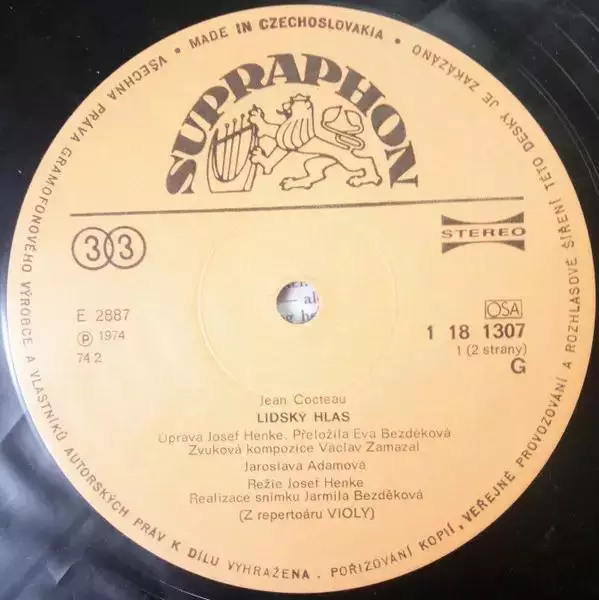 VŠECHNA PRÁVA GRAMOFONOVÉHO VÝROBCE A VLASTNÍKŮ AUTORSKÝCH PRÁV K DÍLU VYHRAŽENA . POŘIZOVÁNÍ KOPIÍ, VEŘEJNÉ PROVOZOVÁNÍ A ROZHLASOVÉ ŠÍŘENÍ TÉTO DESKY JE ZAKÁZÁNO
• MADE IN CZECHOSLOVAKIA •
SUPRAPHON
33
STEREO
E 2887
Ⓟ 1974
74 2
OSA
1 18 1307
1 (2 strany)
G
Jean Cocteau
LIDSKÝ HLAS
Úprava Josef Henke. Přeložila Eva Bezděková
Zvuková kompozice Václav Zamazal
Jaroslava Adamová
Režie Josef Henke
Realizace snímku Jarmila Bezděková
(Z repertoáru VIOLY)